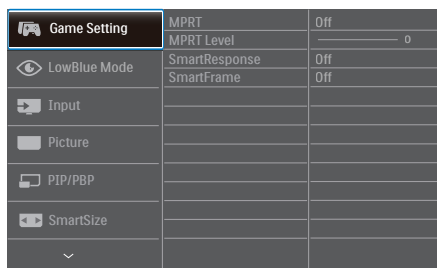 Game Setting
LowBlue Mode
Input
Picture
PIP/PBP
SmartSize
MPRT Off
MPRT Level 0
SmartResponse Off
SmartFrame Off